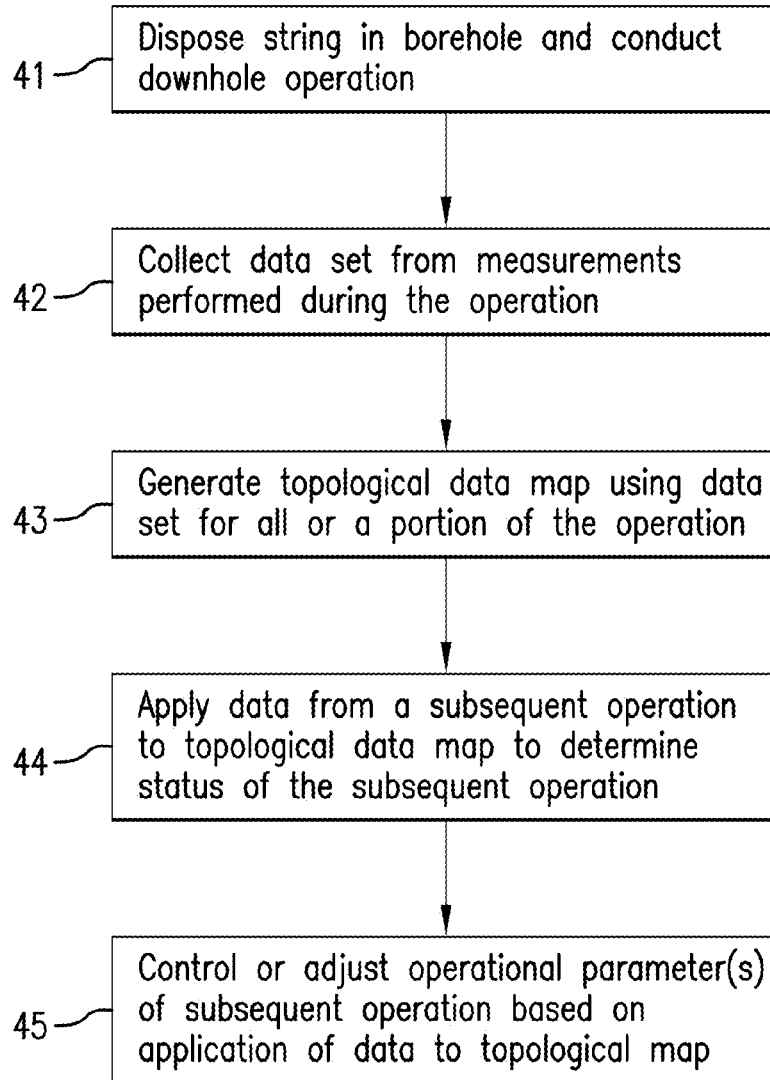 Dispose string in borehole and conduct
41
downhole operation
Collect data set from measurements
42
performed during the operation
Generate topological data map using data
43
set for all or a portion of the operation
Apply data from a subsequent operation
44
to topological data map to determine
status of the subsequent operation
Control or adjust operational parameter(s)
45
of subsequent operation based on
application of data to topological map